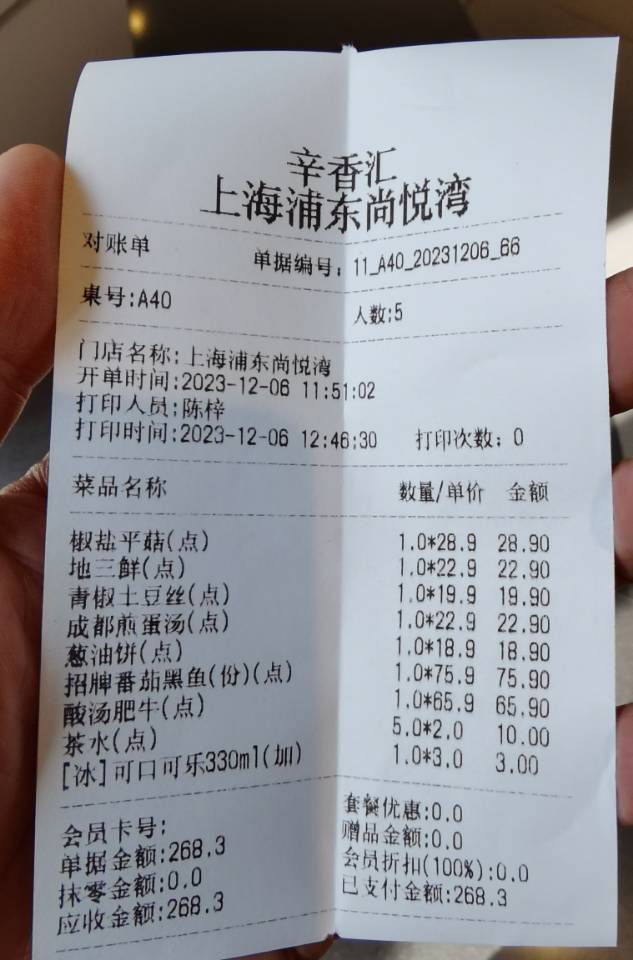 辛香汇
上海浦东尚悦湾
对账单 单据编号：11_A40_20231206_66
桌号:A40 人数:5
门店名称:上海浦东尚悦湾
开单时间:2023-12-06 11:51:02
打印人员:陈梓
打印时间:2023-12-06 12:46:30 打印次数：0
菜品名称 数量/单价 金额
椒盐平菇(点) 1.0*28.9 28.90
地三鲜(点) 1.0*22.9 22.90
青椒土豆丝(点) 1.0*19.9 19.90
成都煎蛋汤(点) 1.0*22.9 22.90
葱油饼(点) 1.0*18.9 18.90
招牌番茄黑鱼(份)(点) 1.0*75.9 75.90
酸汤肥牛(点) 1.0*65.9 65.90
茶水(点) 5.0*2.0 10.00
[冰]可口可乐330ml(加) 1.0*3.0 3.00
会员卡号: 套餐优惠:0.0
单据金额:268.3 赠品金额:0.0
抹零金额:0.0 会员折扣(100%):0.0
应收金额:268.3 已支付金额:268.3